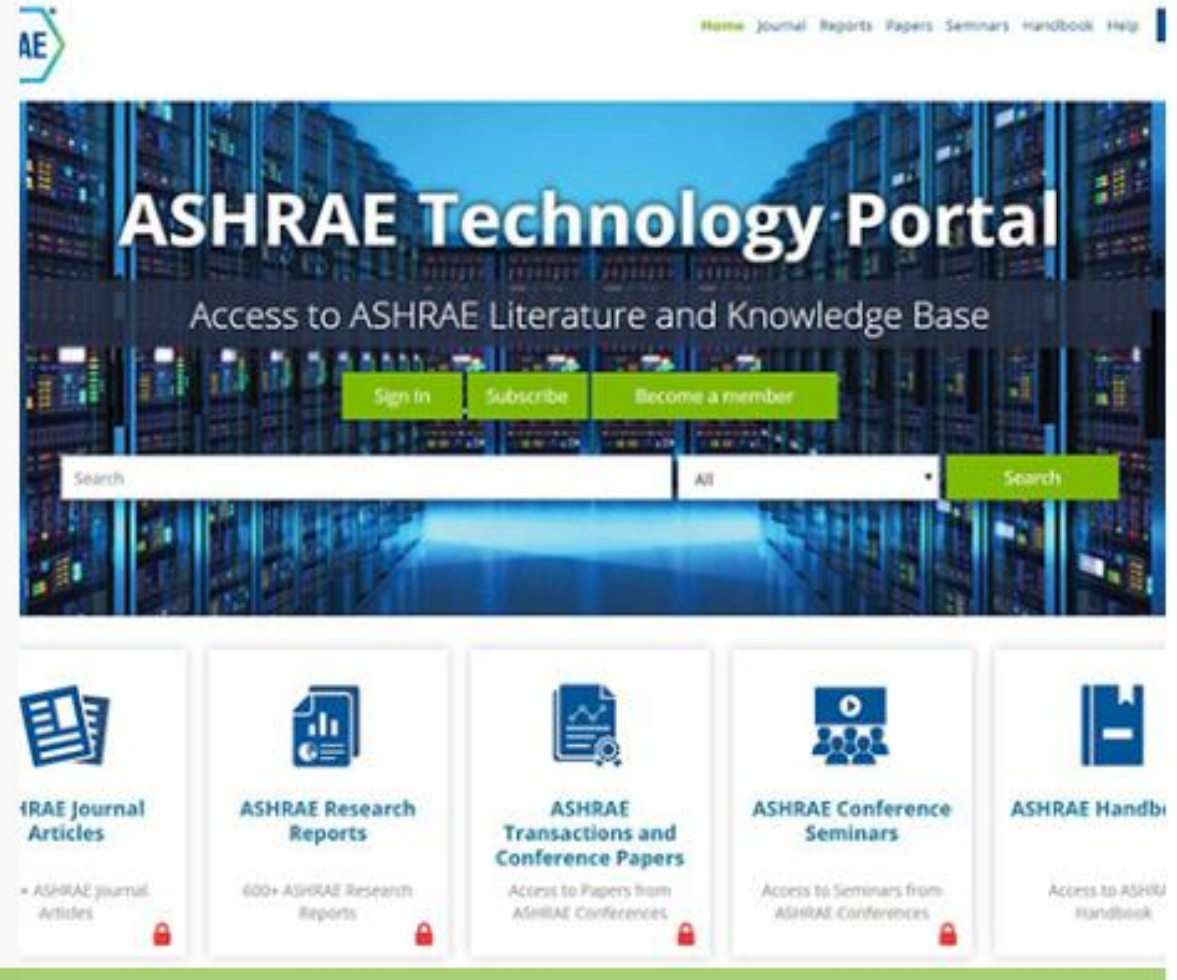 AE
Home Journal Reports Papers Seminars Handbook Help
ASHRAE Technology Portal
Access to ASHRAE Literature and Knowledge Base
Sign In Subscribe Become a member
Search All Search
HRAE Journal
Articles
+ ASHRAE Journal
Articles
ASHRAE Research
Reports
600+ ASHRAE Research
Reports
ASHRAE
Transactions and
Conference Papers
Access to Papers from
ASHRAE Conferences
ASHRAE Conference
Seminars
Access to Seminars from
ASHRAE Conferences
ASHRAE Handb
Access to ASHRA
Handbook